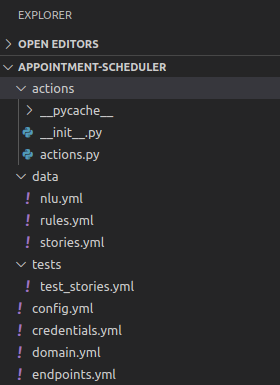 EXPLORER
OPEN EDITORS
APPOINTMENT-SCHEDULER
actions
__pycache__
__init__.py
actions.py
data
nlu.yml
rules.yml
stories.yml
tests
test_stories.yml
config.yml
credentials.yml
domain.yml
endpoints.yml